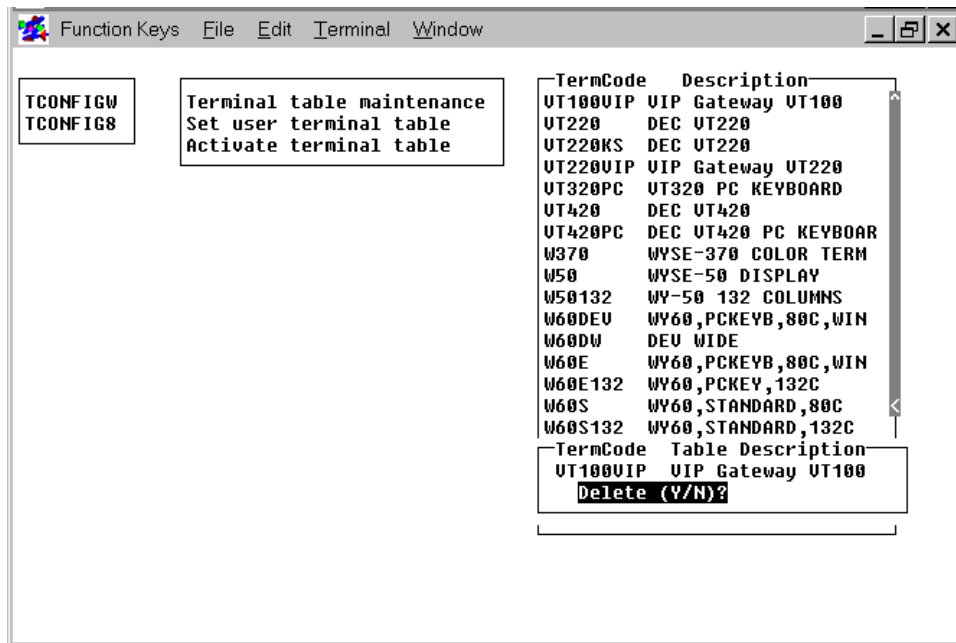 Function Keys File Edit Terminal Window
TCONFIGW
TCONFIG8
Terminal table maintenance
Set user terminal table
Activate terminal table
TermCode Description
VT100VIP VIP Gateway VT100
VT220 DEC VT220
VT220KS DEC VT220
VT220VIP VIP Gateway VT220
VT320PC VT320 PC KEYBOARD
VT420 DEC VT420
VT420PC DEC VT420 PC KEYBOAR
W370 WYSE-370 COLOR TERM
W50 WYSE-50 DISPLAY
W50132 WY-50 132 COLUMNS
W60DEV WY60,PCKEYB,80C,WIN
W60DW DEV WIDE
W60E WY60,PCKEYB,80C,WIN
W60E132 WY60,PCKEY,132C
W60S WY60,STANDARD,80C
W60S132 WY60,STANDARD,132C
TermCode Table Description
VT100VIP VIP Gateway VT100
Delete (Y/N)?